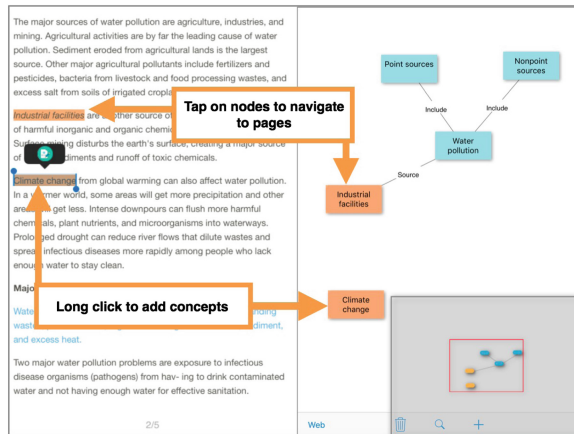 The major sources of water pollution are agriculture, industries, and
mining. Agricultural activities are by far the leading cause of water
pollution. Sediment eroded from agricultural lands is the largest
source. Other major agricultural pollutants include fertilizers and
pesticides, bacteria from livestock and food processing wastes, and
excess salt from soils of irrigated
Industrial facilities are another source of
of harmful inorganic and organic
Surface mining disturbs the earth's surface, creating a major source
of sediments and runoff of toxic chemicals.
Climate change from global warming can also affect water pollution.
In a warmer world, some areas will get more precipitation and other
areas will get less. Intense downpours can flush more harmful
chemicals, plant nutrients, and microorganisms into waterways.
Prolonged drought can reduce river flows that dilute wastes and
spread infectious diseases more rapidly among people who lack
enough water to stay clean.
and excess heat.
Two major water pollution problems are exposure to infectious
disease organisms (pathogens) from hav- ing to drink contaminated
water and not having enough water for effective sanitation.
2/5
Tap on nodes to navigate
to pages
Long click to add concepts
Point sources
Nonpoint
sources
Include
Include
Water
pollution
Source
Industrial
facilities
Climate
change
Web